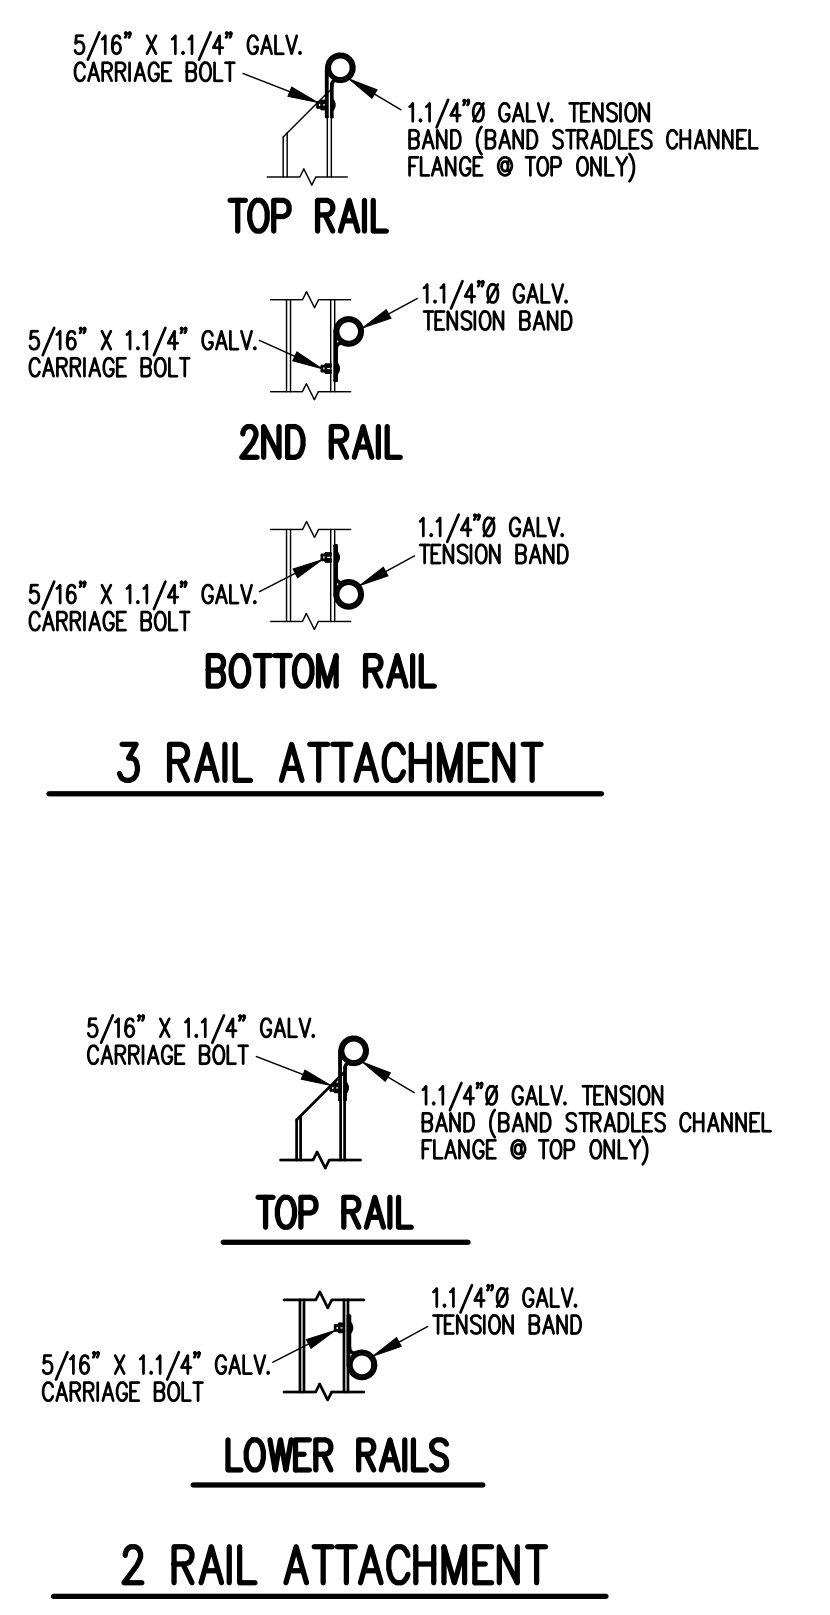 5/16” X 1.1/4” GALV.
CARRIAGE BOLT
1.1/4”Ø GALV. TENSION
BAND (BAND STRADLES CHANNEL
FLANGE @ TOP ONLY)
TOP RAIL
1.1/4”Ø GALV.
TENSION BAND
5/16” X 1.1/4” GALV.
CARRIAGE BOLT
2ND RAIL
1.1/4”Ø GALV.
TENSION BAND
5/16” X 1.1/4” GALV.
CARRIAGE BOLT
BOTTOM RAIL
3 RAIL ATTACHMENT
5/16” X 1.1/4” GALV.
CARRIAGE BOLT
1.1/4”Ø GALV. TENSION
BAND (BAND STRADLES CHANNEL
FLANGE @ TOP ONLY)
TOP RAIL
1.1/4”Ø GALV.
TENSION BAND
5/16” X 1.1/4” GALV.
CARRIAGE BOLT
LOWER RAILS
2 RAIL ATTACHMENT